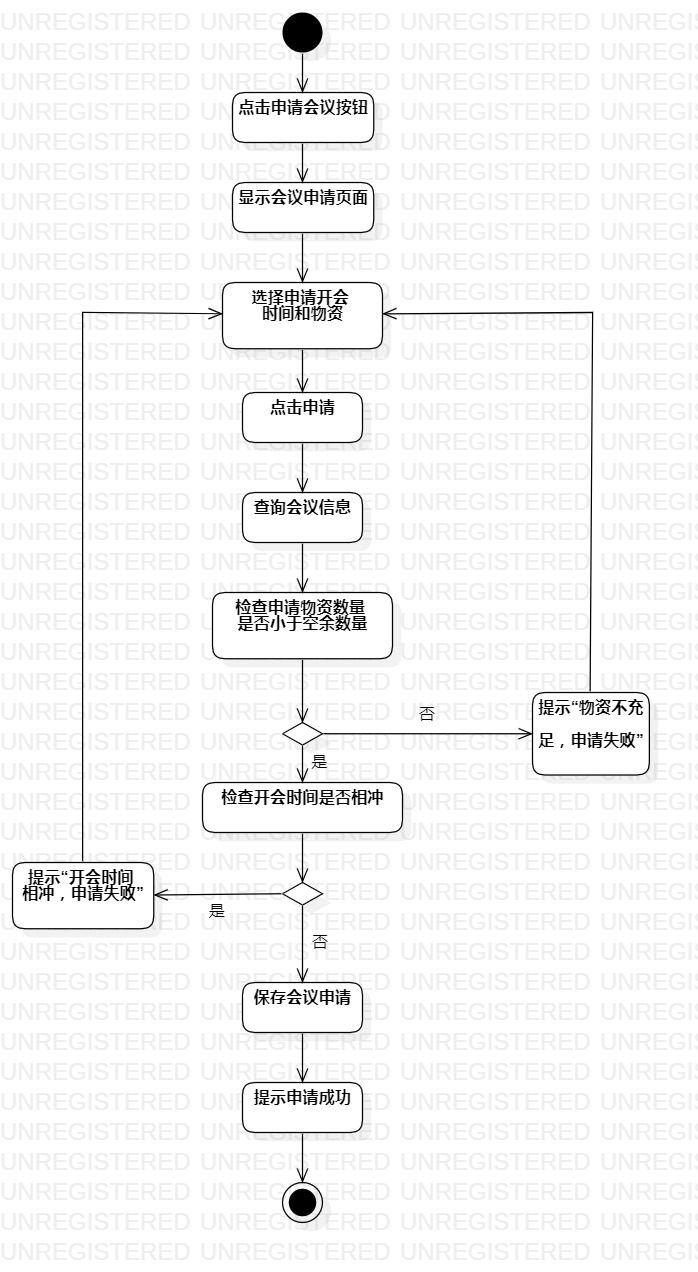 点击申请会议按钮
显示会议申请页面
选择申请开会
时间和物资
点击申请
查询会议信息
检查申请物资数量
是否小于空余数量
否
提示“物资不充
足，申请失败”
是
检查开会时间是否相冲
提示“开会时间
相冲，申请失败”
是
否
保存会议申请
提示申请成功
UNREGISTERED